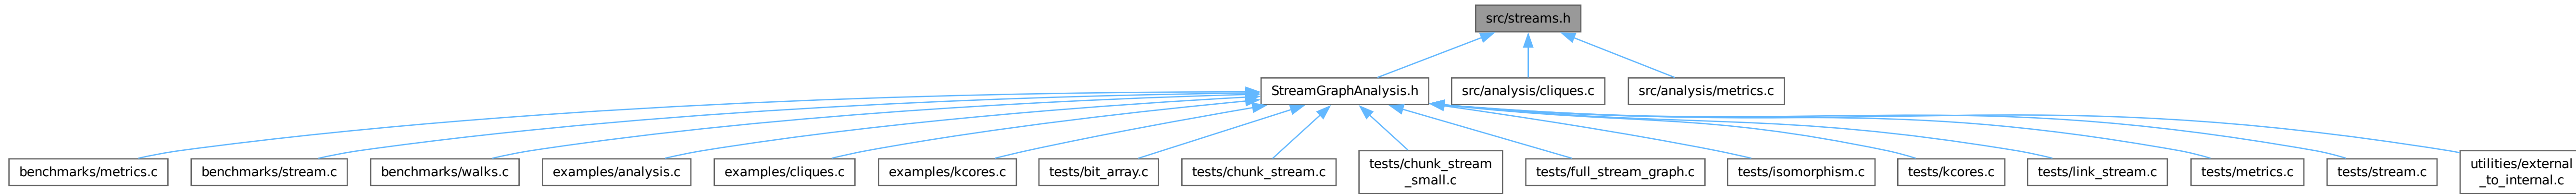 src/streams.h
StreamGraphAnalysis.h
src/analysis/cliques.c
src/analysis/metrics.c
benchmarks/metrics.c
benchmarks/stream.c
benchmarks/walks.c
examples/analysis.c
examples/cliques.c
examples/kcores.c
tests/bit_array.c
tests/chunk_stream.c
tests/chunk_stream
_small.c
tests/full_stream_graph.c
tests/isomorphism.c
tests/kcores.c
tests/link_stream.c
tests/metrics.c
tests/stream.c
utilities/external
_to_internal.c